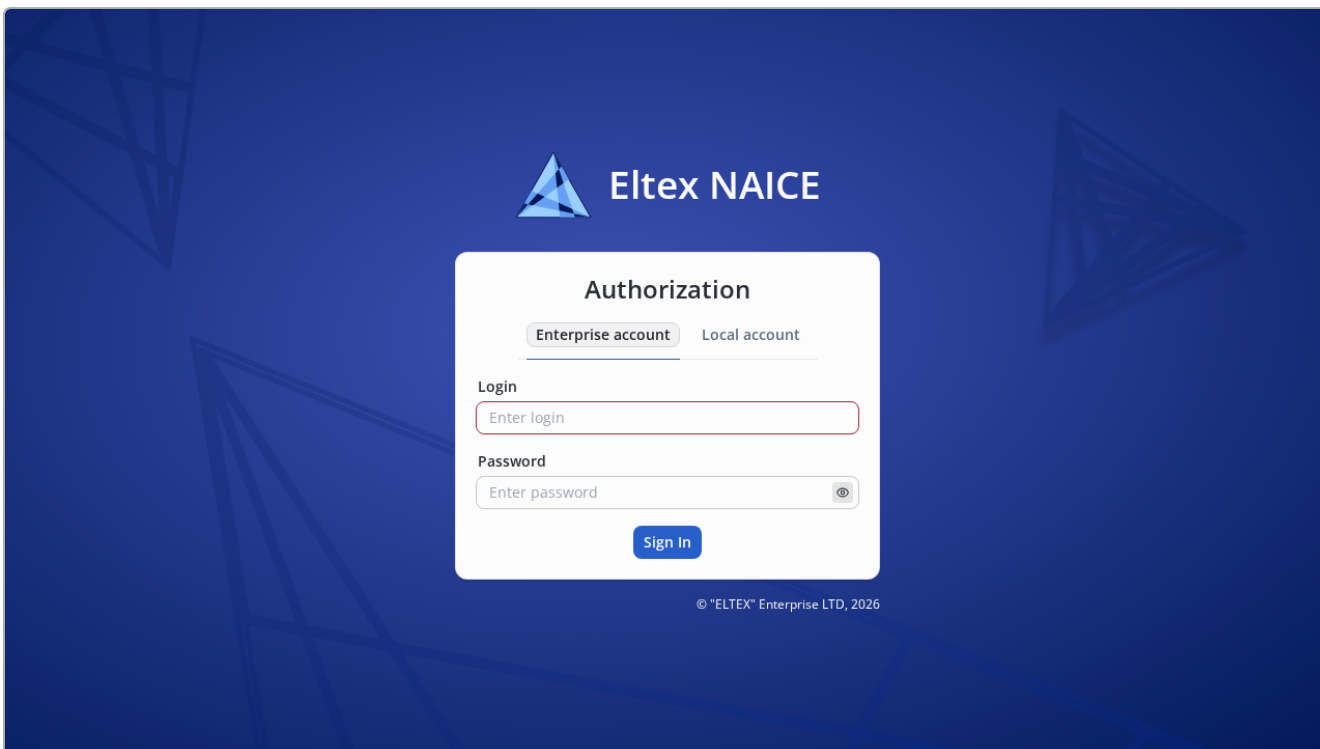 Eltex NAICE
Authorization
Enterprise account Local account
Login
Enter login
Password
Enter password
Sign In
© "ELTEX" Enterprise LTD, 2026